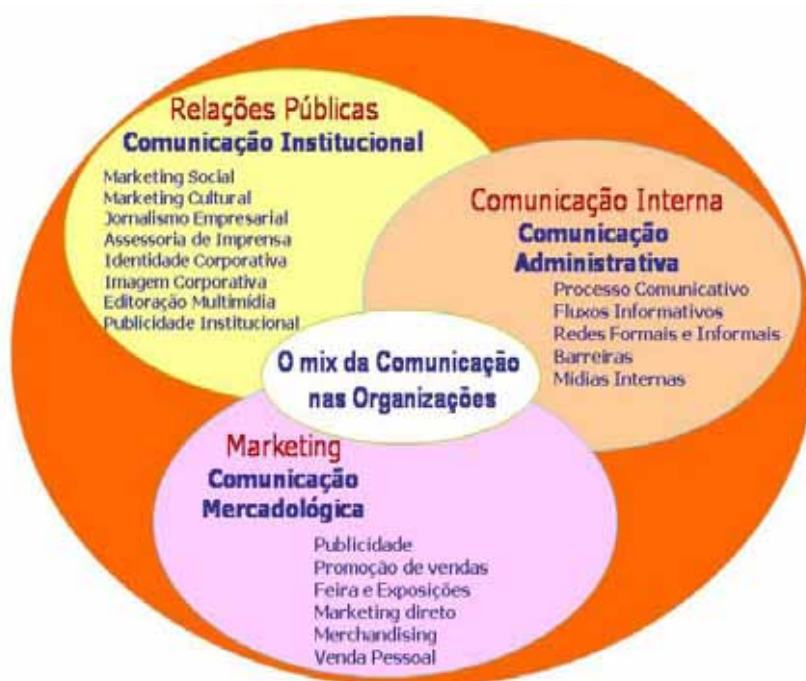 Relações Públicas
Comunicação Institucional
Marketing Social
Marketing Cultural
Jornalismo Empresarial
Assessoria de Imprensa
Identidade Corporativa
Imagem Corporativa
Editoração Multimídia
Publicidade Institucional
Comunicação Interna
Comunicação
Administrativa
Processo Comunicativo
Fluxos Informativos
Redes Formais e Informais
Barreiras
Mídias Internas
O mix da Comunicação
nas Organizações
Marketing
Comunicação
Mercadológica
Publicidade
Promoção de vendas
Feira e Exposições
Marketing direto
Merchandising
Venda Pessoal